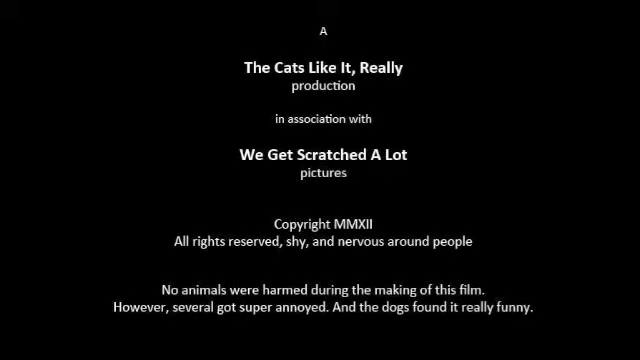 A
The Cats Like It, Really
production
in association with
We Get Scratched A Lot
pictures
Copyright MMXII
All rights reserved, shy, and nervous around people
No animals were harmed during the making of this film.
However, several got super annoyed. And the dogs found it really funny.